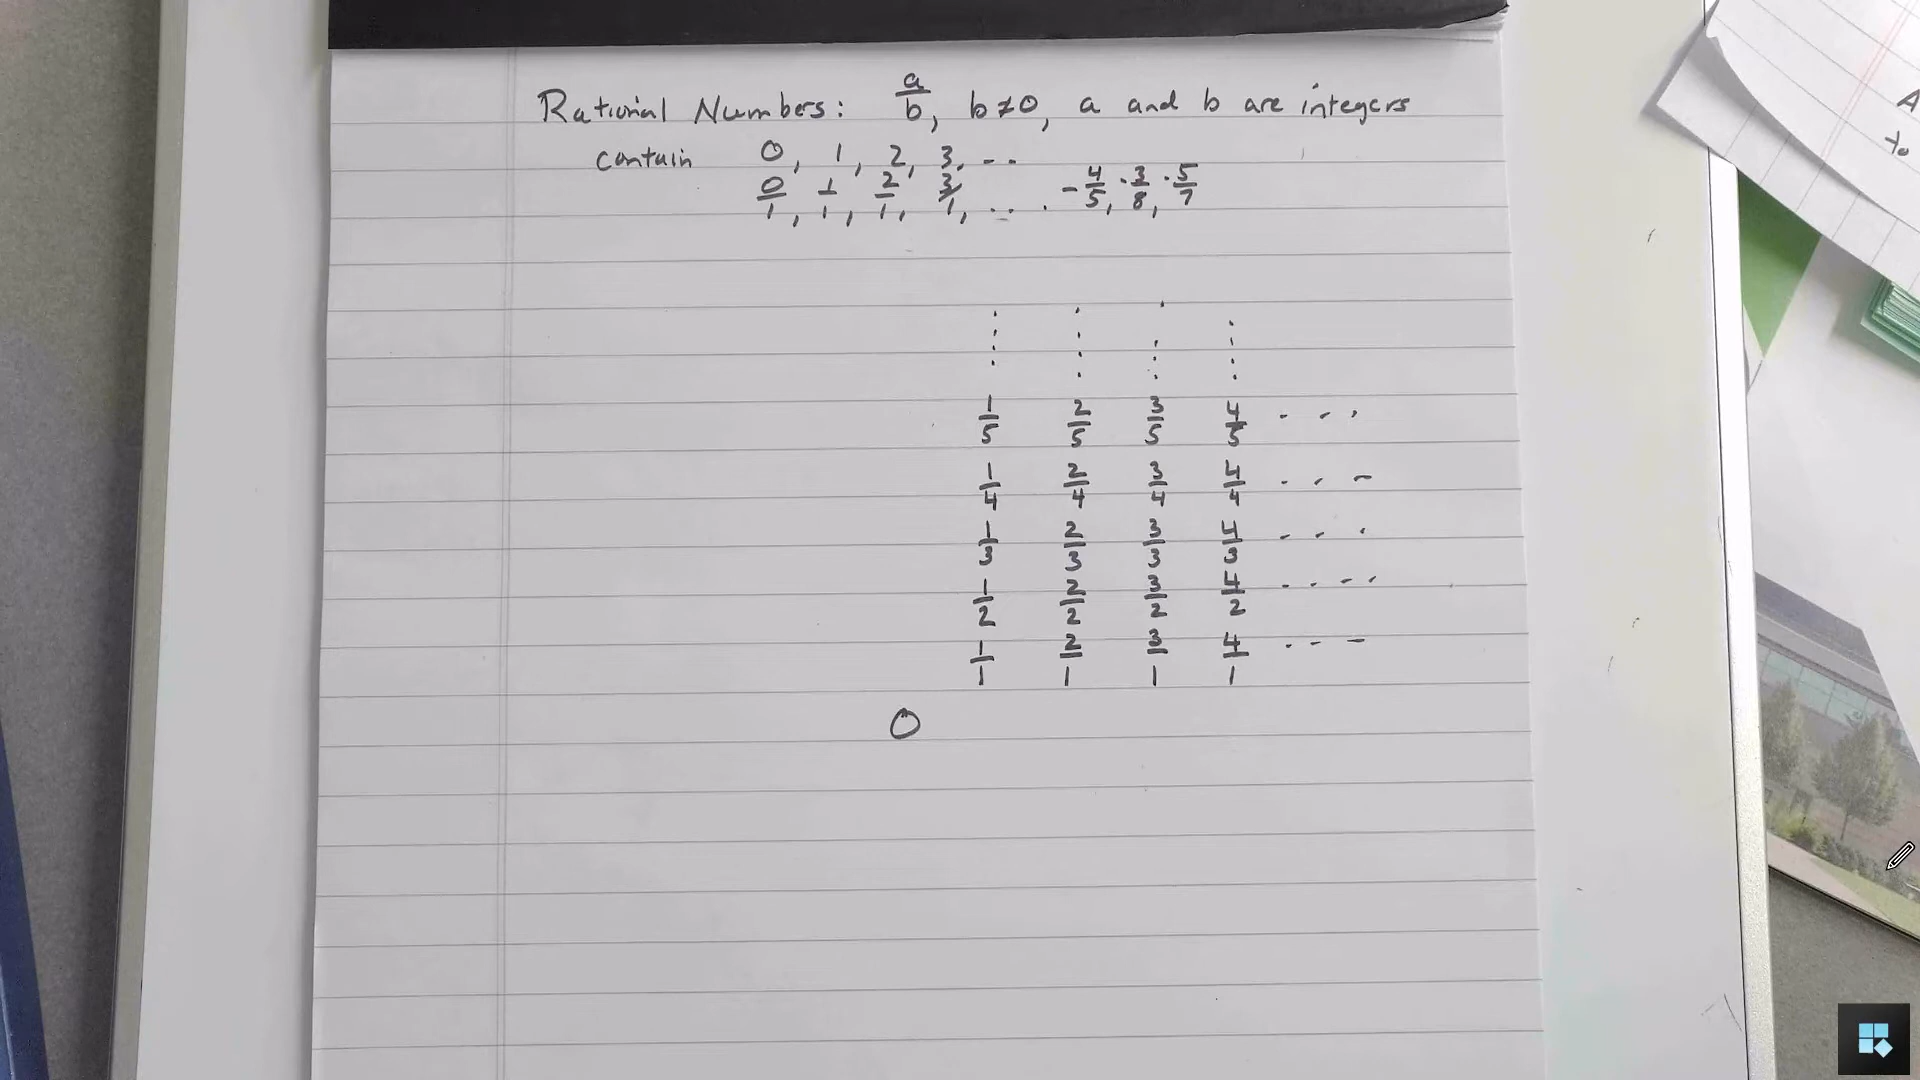 Rational Numbers: a/b, b≠0, a and b are integers
contain 0, 1, 2, 3, ...
0/1, 1/1, 2/1, 3/1, .... -4/5, -3/8, -5/7
1/5 2/5 3/5 4/5 ...
1/4 2/4 3/4 4/4 ...
1/3 2/3 3/3 4/3 ...
1/2 2/2 3/2 4/2 ....
1/1 2/1 3/1 4/1 ...
0